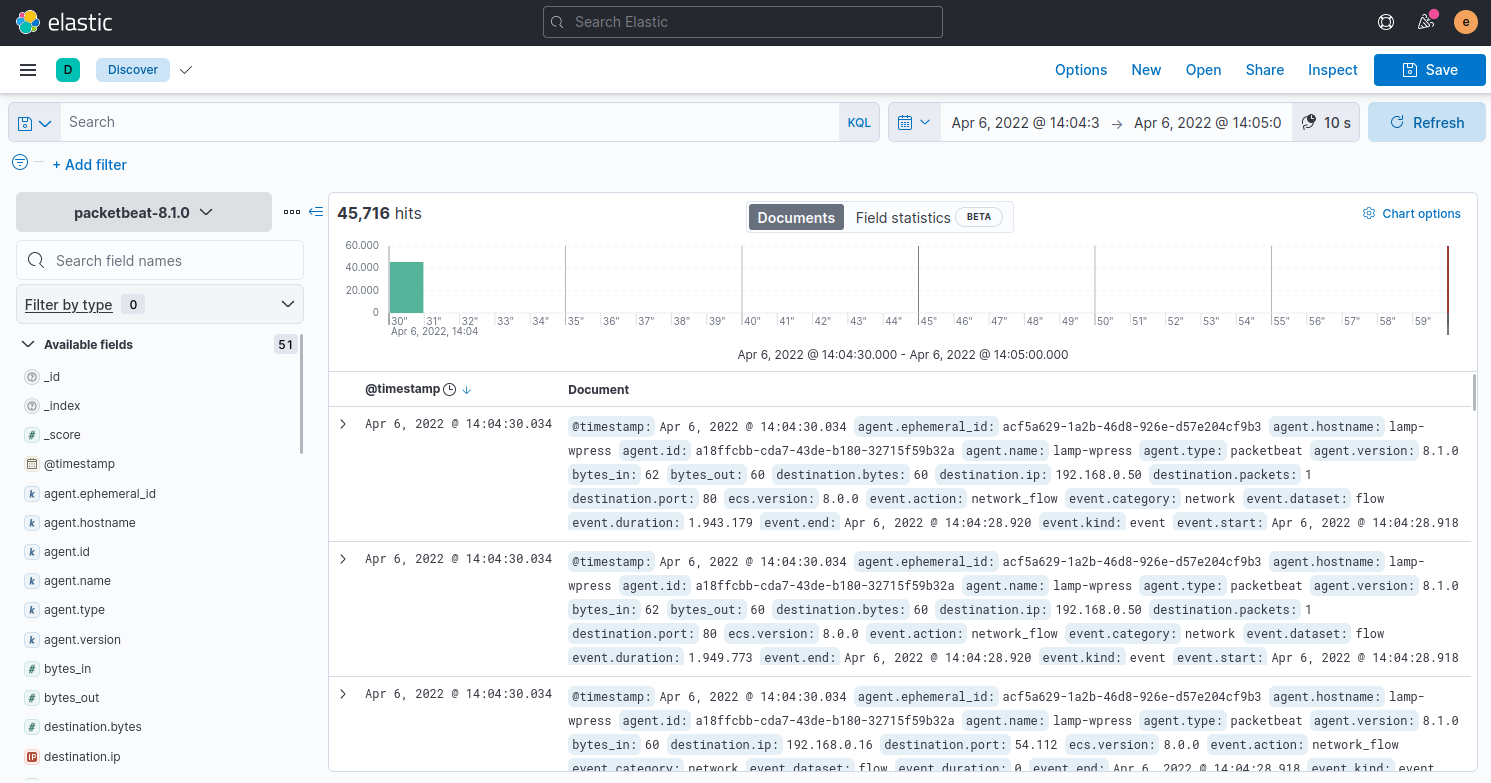 elastic
Search Elastic
e
D Discover Options New Open Share Inspect Save
Search KQL Apr 6, 2022 @ 14:04:3 → Apr 6, 2022 @ 14:05:0 10 s Refresh
+ Add filter
packetbeat-8.1.0
Search field names
Filter by type 0
Available fields 51
_id
_index
# _score
@timestamp
k agent.ephemeral_id
k agent.hostname
k agent.id
k agent.name
k agent.type
k agent.version
# bytes_in
# bytes_out
# destination.bytes
IP destination.ip
45,716 hits Documents Field statistics BETA Chart options
60.000
40.000
20.000
0
30" 31" 32" 33" 34" 35" 36" 37" 38" 39" 40" 41" 42" 43" 44" 45" 46" 47" 48" 49" 50" 51" 52" 53" 54" 55" 56" 57" 58" 59"
Apr 6, 2022, 14:04
Apr 6, 2022 @ 14:04:30.000 - Apr 6, 2022 @ 14:05:00.000
@timestamp ↓ Document
Apr 6, 2022 @ 14:04:30.034 @timestamp: Apr 6, 2022 @ 14:04:30.034 agent.ephemeral_id: acf5a629-1a2b-46d8-926e-d57e204cf9b3 agent.hostname: lamp-
wpress agent.id: a18ffcbb-cda7-43de-b180-32715f59b32a agent.name: lamp-wpress agent.type: packetbeat agent.version: 8.1.0
bytes_in: 62 bytes_out: 60 destination.bytes: 60 destination.ip: 192.168.0.50 destination.packets: 1
destination.port: 80 ecs.version: 8.0.0 event.action: network_flow event.category: network event.dataset: flow
event.duration: 1.943.179 event.end: Apr 6, 2022 @ 14:04:28.920 event.kind: event event.start: Apr 6, 2022 @ 14:04:28.918
Apr 6, 2022 @ 14:04:30.034 @timestamp: Apr 6, 2022 @ 14:04:30.034 agent.ephemeral_id: acf5a629-1a2b-46d8-926e-d57e204cf9b3 agent.hostname: lamp-
wpress agent.id: a18ffcbb-cda7-43de-b180-32715f59b32a agent.name: lamp-wpress agent.type: packetbeat agent.version: 8.1.0
bytes_in: 62 bytes_out: 60 destination.bytes: 60 destination.ip: 192.168.0.50 destination.packets: 1
destination.port: 80 ecs.version: 8.0.0 event.action: network_flow event.category: network event.dataset: flow
event.duration: 1.949.773 event.end: Apr 6, 2022 @ 14:04:28.920 event.kind: event event.start: Apr 6, 2022 @ 14:04:28.918
Apr 6, 2022 @ 14:04:30.034 @timestamp: Apr 6, 2022 @ 14:04:30.034 agent.ephemeral_id: acf5a629-1a2b-46d8-926e-d57e204cf9b3 agent.hostname: lamp-
wpress agent.id: a18ffcbb-cda7-43de-b180-32715f59b32a agent.name: lamp-wpress agent.type: packetbeat agent.version: 8.1.0
bytes_in: 60 destination.ip: 192.168.0.16 destination.port: 54.112 ecs.version: 8.0.0 event.action: network_flow
event.category: network event.dataset: flow event.duration: 0 event.end: Apr 6, 2022 @ 14:04:28.918 event.kind: event